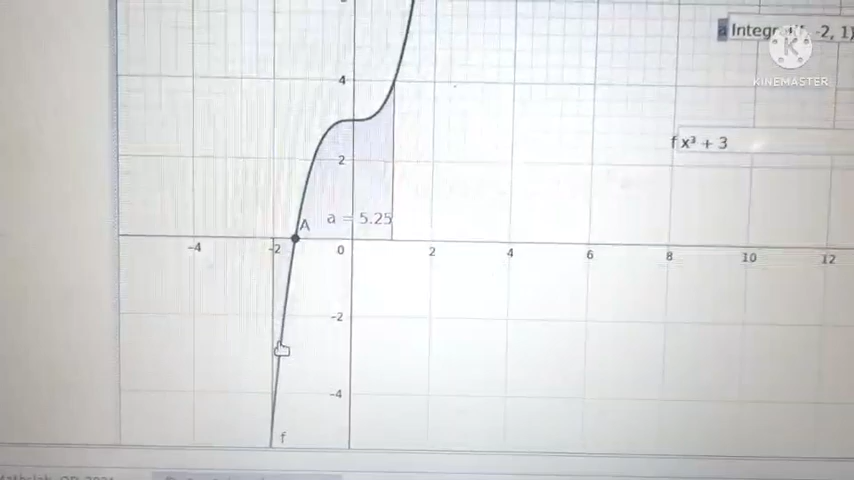 a Integral(f, -2, 1)
KINEMASTER
f x³ + 3
4
2
A
a = 5.25
-4
-2
0
2
4
6
8
10
12
-2
-4
f